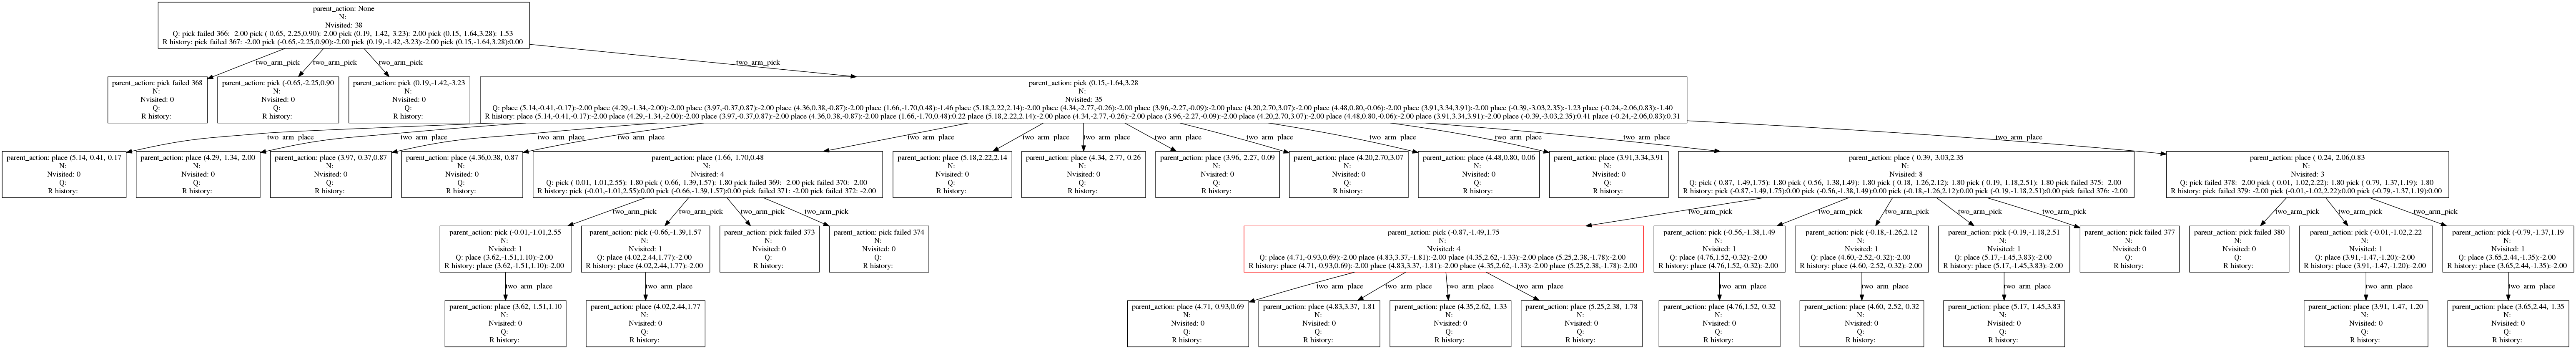 parent_action: None
N:
Nvisited: 38
Q: pick failed 366: -2.00 pick (-0.65,-2.25,0.90):-2.00 pick (0.19,-1.42,-3.23):-2.00 pick (0.15,-1.64,3.28):-1.53
R history: pick failed 367: -2.00 pick (-0.65,-2.25,0.90):-2.00 pick (0.19,-1.42,-3.23):-2.00 pick (0.15,-1.64,3.28):0.00
two_arm_pick
two_arm_pick
two_arm_pick
two_arm_pick
parent_action: pick failed 368
N:
Nvisited: 0
Q:
R history:
parent_action: pick (-0.65,-2.25,0.90
N:
Nvisited: 0
Q:
R history:
parent_action: pick (0.19,-1.42,-3.23
N:
Nvisited: 0
Q:
R history:
parent_action: pick (0.15,-1.64,3.28
N:
Nvisited: 35
Q: place (5.14,-0.41,-0.17):-2.00 place (4.29,-1.34,-2.00):-2.00 place (3.97,-0.37,0.87):-2.00 place (4.36,0.38,-0.87):-2.00 place (1.66,-1.70,0.48):-1.46 place (5.18,2.22,2.14):-2.00 place (4.34,-2.77,-0.26):-2.00 place (3.96,-2.27,-0.09):-2.00 place (4.20,2.70,3.07):-2.00 place (4.48,0.80,-0.06):-2.00 place (3.91,3.34,3.91):-2.00 place (-0.39,-3.03,2.35):-1.23 place (-0.24,-2.06,0.83):-1.40
R history: place (5.14,-0.41,-0.17):-2.00 place (4.29,-1.34,-2.00):-2.00 place (3.97,-0.37,0.87):-2.00 place (4.36,0.38,-0.87):-2.00 place (1.66,-1.70,0.48):0.22 place (5.18,2.22,2.14):-2.00 place (4.34,-2.77,-0.26):-2.00 place (3.96,-2.27,-0.09):-2.00 place (4.20,2.70,3.07):-2.00 place (4.48,0.80,-0.06):-2.00 place (3.91,3.34,3.91):-2.00 place (-0.39,-3.03,2.35):0.41 place (-0.24,-2.06,0.83):0.31
two_arm_place
two_arm_place
two_arm_place
two_arm_place
two_arm_place
two_arm_place
two_arm_place
two_arm_place
two_arm_place
two_arm_place
two_arm_place
two_arm_place
two_arm_place
parent_action: place (5.14,-0.41,-0.17
N:
Nvisited: 0
Q:
R history:
parent_action: place (4.29,-1.34,-2.00
N:
Nvisited: 0
Q:
R history:
parent_action: place (3.97,-0.37,0.87
N:
Nvisited: 0
Q:
R history:
parent_action: place (4.36,0.38,-0.87
N:
Nvisited: 0
Q:
R history:
parent_action: place (1.66,-1.70,0.48
N:
Nvisited: 4
Q: pick (-0.01,-1.01,2.55):-1.80 pick (-0.66,-1.39,1.57):-1.80 pick failed 369: -2.00 pick failed 370: -2.00
R history: pick (-0.01,-1.01,2.55):0.00 pick (-0.66,-1.39,1.57):0.00 pick failed 371: -2.00 pick failed 372: -2.00
parent_action: place (5.18,2.22,2.14
N:
Nvisited: 0
Q:
R history:
parent_action: place (4.34,-2.77,-0.26
N:
Nvisited: 0
Q:
R history:
parent_action: place (3.96,-2.27,-0.09
N:
Nvisited: 0
Q:
R history:
parent_action: place (4.20,2.70,3.07
N:
Nvisited: 0
Q:
R history:
parent_action: place (4.48,0.80,-0.06
N:
Nvisited: 0
Q:
R history:
parent_action: place (3.91,3.34,3.91
N:
Nvisited: 0
Q:
R history:
parent_action: place (-0.39,-3.03,2.35
N:
Nvisited: 8
Q: pick (-0.87,-1.49,1.75):-1.80 pick (-0.56,-1.38,1.49):-1.80 pick (-0.18,-1.26,2.12):-1.80 pick (-0.19,-1.18,2.51):-1.80 pick failed 375: -2.00
R history: pick (-0.87,-1.49,1.75):0.00 pick (-0.56,-1.38,1.49):0.00 pick (-0.18,-1.26,2.12):0.00 pick (-0.19,-1.18,2.51):0.00 pick failed 376: -2.00
parent_action: place (-0.24,-2.06,0.83
N:
Nvisited: 3
Q: pick failed 378: -2.00 pick (-0.01,-1.02,2.22):-1.80 pick (-0.79,-1.37,1.19):-1.80
R history: pick failed 379: -2.00 pick (-0.01,-1.02,2.22):0.00 pick (-0.79,-1.37,1.19):0.00
two_arm_pick
two_arm_pick
two_arm_pick
two_arm_pick
two_arm_pick
two_arm_pick
two_arm_pick
two_arm_pick
two_arm_pick
two_arm_pick
two_arm_pick
two_arm_pick
parent_action: pick (-0.01,-1.01,2.55
N:
Nvisited: 1
Q: place (3.62,-1.51,1.10):-2.00
R history: place (3.62,-1.51,1.10):-2.00
parent_action: pick (-0.66,-1.39,1.57
N:
Nvisited: 1
Q: place (4.02,2.44,1.77):-2.00
R history: place (4.02,2.44,1.77):-2.00
parent_action: pick failed 373
N:
Nvisited: 0
Q:
R history:
parent_action: pick failed 374
N:
Nvisited: 0
Q:
R history:
parent_action: pick (-0.87,-1.49,1.75
N:
Nvisited: 4
Q: place (4.71,-0.93,0.69):-2.00 place (4.83,3.37,-1.81):-2.00 place (4.35,2.62,-1.33):-2.00 place (5.25,2.38,-1.78):-2.00
R history: place (4.71,-0.93,0.69):-2.00 place (4.83,3.37,-1.81):-2.00 place (4.35,2.62,-1.33):-2.00 place (5.25,2.38,-1.78):-2.00
parent_action: pick (-0.56,-1.38,1.49
N:
Nvisited: 1
Q: place (4.76,1.52,-0.32):-2.00
R history: place (4.76,1.52,-0.32):-2.00
parent_action: pick (-0.18,-1.26,2.12
N:
Nvisited: 1
Q: place (4.60,-2.52,-0.32):-2.00
R history: place (4.60,-2.52,-0.32):-2.00
parent_action: pick (-0.19,-1.18,2.51
N:
Nvisited: 1
Q: place (5.17,-1.45,3.83):-2.00
R history: place (5.17,-1.45,3.83):-2.00
parent_action: pick failed 377
N:
Nvisited: 0
Q:
R history:
parent_action: pick failed 380
N:
Nvisited: 0
Q:
R history:
parent_action: pick (-0.01,-1.02,2.22
N:
Nvisited: 1
Q: place (3.91,-1.47,-1.20):-2.00
R history: place (3.91,-1.47,-1.20):-2.00
parent_action: pick (-0.79,-1.37,1.19
N:
Nvisited: 1
Q: place (3.65,2.44,-1.35):-2.00
R history: place (3.65,2.44,-1.35):-2.00
two_arm_place
two_arm_place
two_arm_place
two_arm_place
two_arm_place
two_arm_place
two_arm_place
two_arm_place
two_arm_place
two_arm_place
two_arm_place
parent_action: place (3.62,-1.51,1.10
N:
Nvisited: 0
Q:
R history:
parent_action: place (4.02,2.44,1.77
N:
Nvisited: 0
Q:
R history:
parent_action: place (4.71,-0.93,0.69
N:
Nvisited: 0
Q:
R history:
parent_action: place (4.83,3.37,-1.81
N:
Nvisited: 0
Q:
R history:
parent_action: place (4.35,2.62,-1.33
N:
Nvisited: 0
Q:
R history:
parent_action: place (5.25,2.38,-1.78
N:
Nvisited: 0
Q:
R history:
parent_action: place (4.76,1.52,-0.32
N:
Nvisited: 0
Q:
R history:
parent_action: place (4.60,-2.52,-0.32
N:
Nvisited: 0
Q:
R history:
parent_action: place (5.17,-1.45,3.83
N:
Nvisited: 0
Q:
R history:
parent_action: place (3.91,-1.47,-1.20
N:
Nvisited: 0
Q:
R history:
parent_action: place (3.65,2.44,-1.35
N:
Nvisited: 0
Q:
R history: